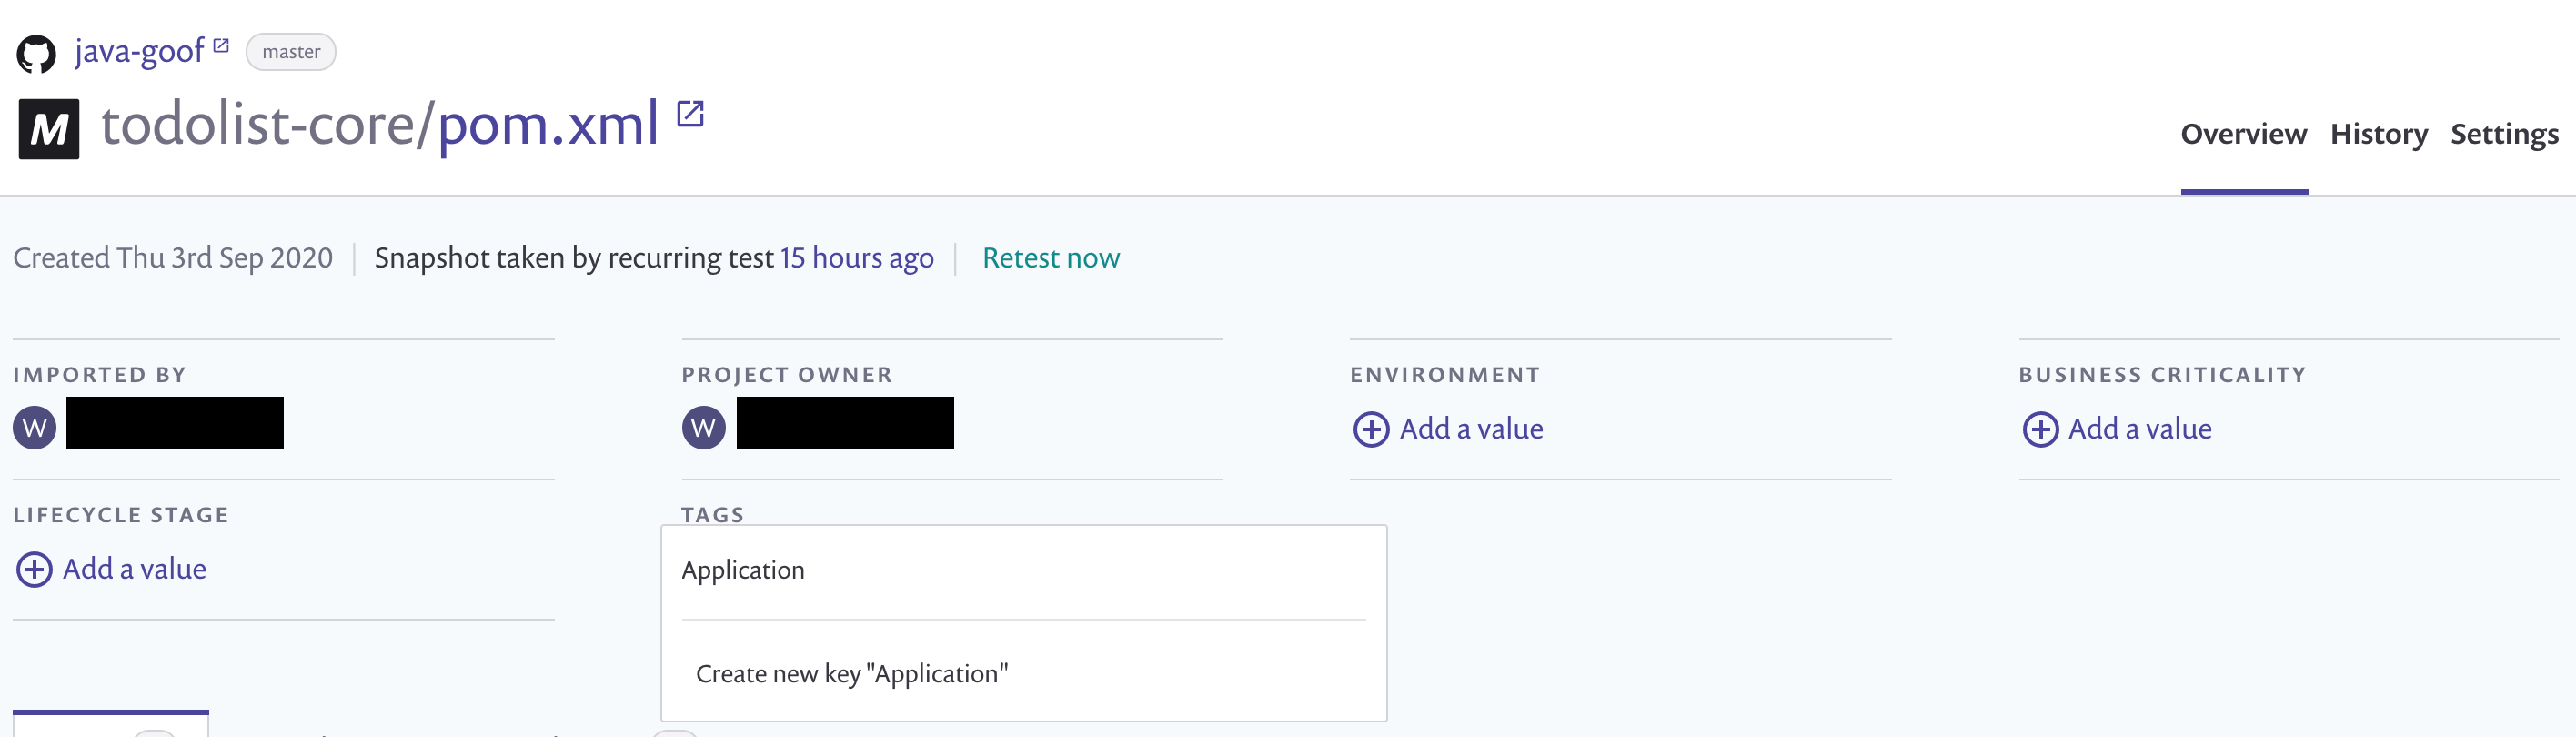 java-goof master
M todolist-core/pom.xml
Overview History Settings
Created Thu 3rd Sep 2020 Snapshot taken by recurring test 15 hours ago Retest now
IMPORTED BY PROJECT OWNER ENVIRONMENT BUSINESS CRITICALITY
W W Add a value Add a value
LIFECYCLE STAGE TAGS
Add a value Application
Create new key "Application"